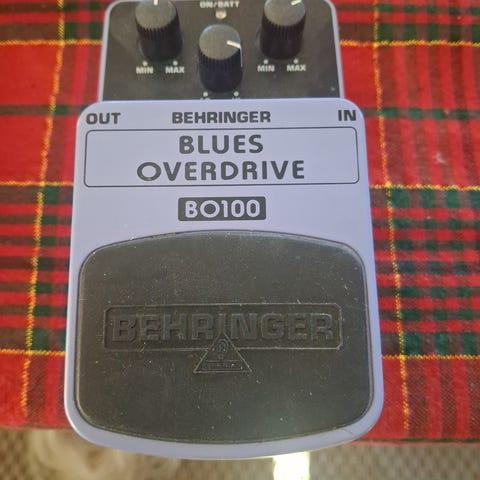 ON/BATT
MIN MAX MIN MAX
OUT BEHRINGER IN
BLUES
OVERDRIVE
BO100
BEHRINGER